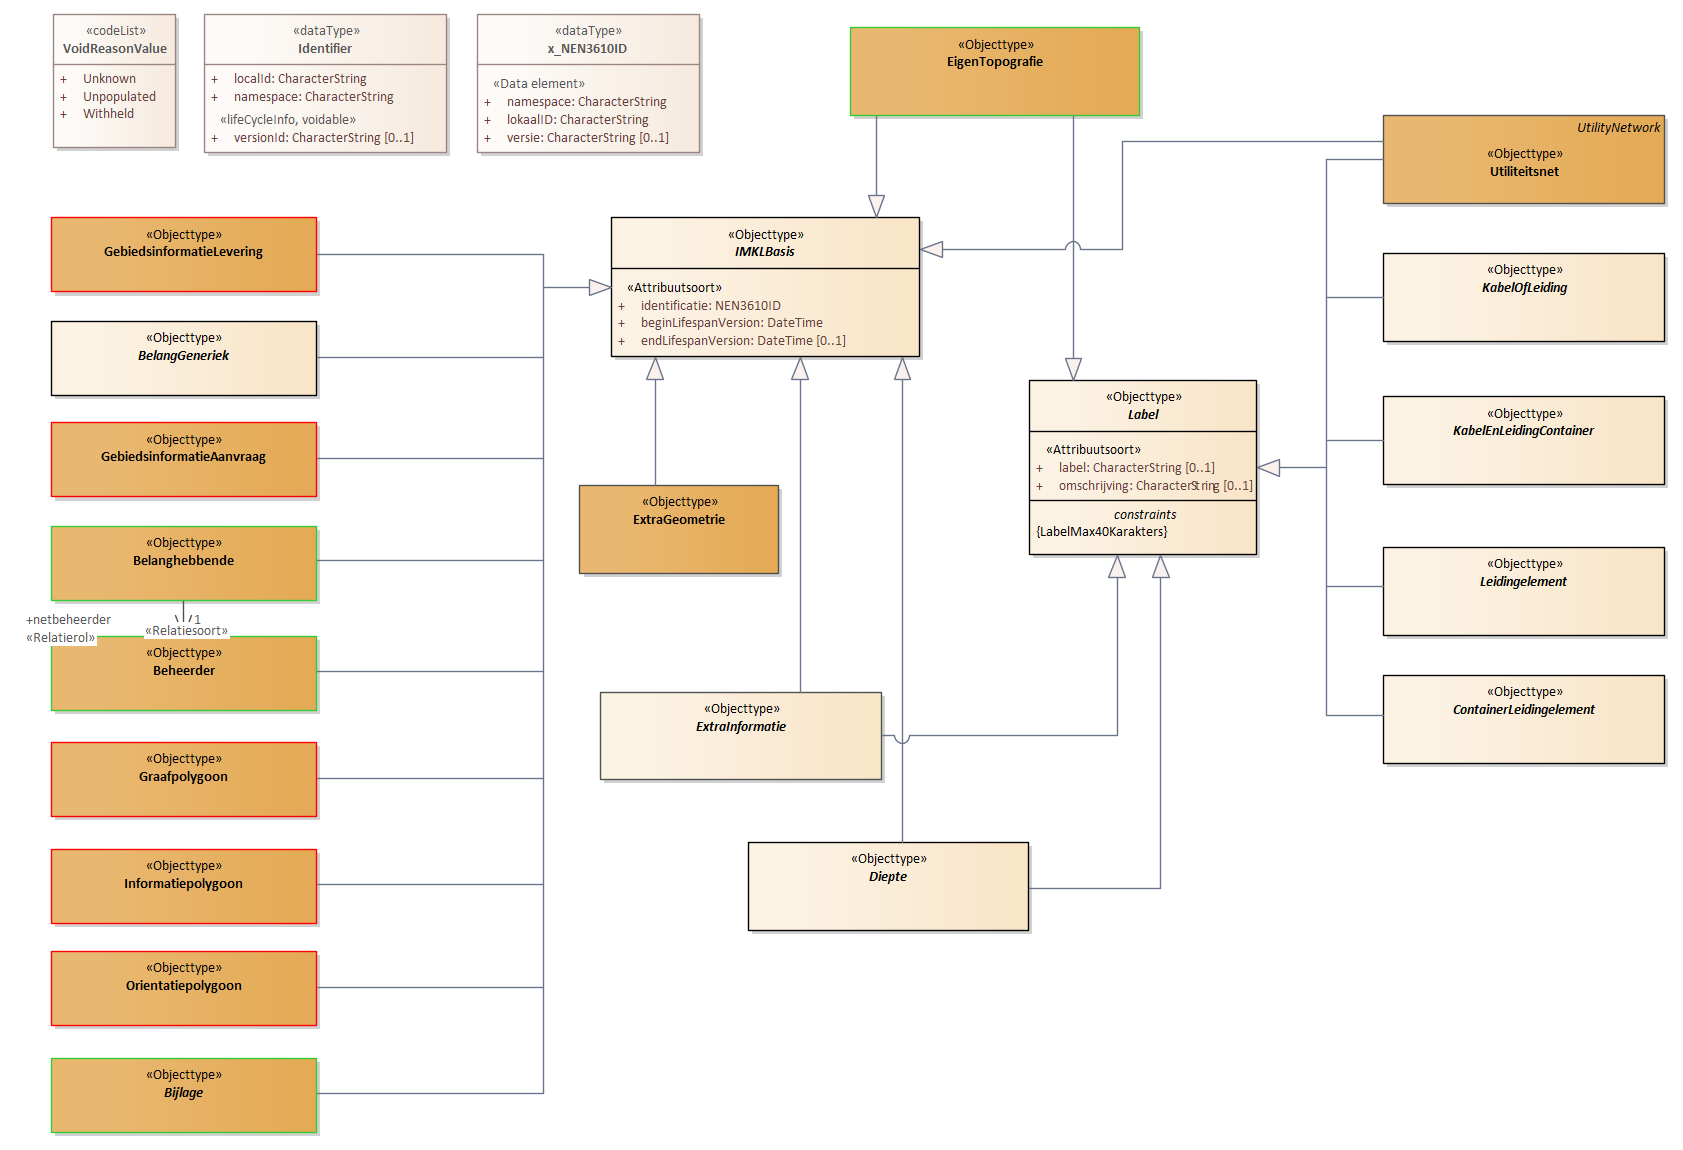 «codeList»
VoidReasonValue
+ Unknown
+ Unpopulated
+ Withheld
«dataType»
Identifier
+ localId: CharacterString
+ namespace: CharacterString
«lifeCycleInfo, voidable»
+ versionId: CharacterString [0..1]
«dataType»
x_NEN3610ID
«Data element»
+ namespace: CharacterString
+ lokaalID: CharacterString
+ versie: CharacterString [0..1]
«Objecttype»
EigenTopografie
UtilityNetwork
«Objecttype»
Utiliteitsnet
«Objecttype»
GebiedsinformatieLevering
«Objecttype»
BelangGeneriek
«Objecttype»
GebiedsinformatieAanvraag
«Objecttype»
Belanghebbende
+netbeheerder
«Relatierol»
1
«Relatiesoort»
«Objecttype»
Beheerder
«Objecttype»
Graafpolygoon
«Objecttype»
Informatiepolygoon
«Objecttype»
Orientatiepolygoon
«Objecttype»
Bijlage
«Objecttype»
IMKLBasis
«Attribuutsoort»
+ identificatie: NEN3610ID
+ beginLifespanVersion: DateTime
+ endLifespanVersion: DateTime [0..1]
«Objecttype»
ExtraGeometrie
«Objecttype»
ExtraInformatie
«Objecttype»
Diepte
«Objecttype»
Label
«Attribuutsoort»
+ label: CharacterString [0..1]
+ omschrijving: CharacterString [0..1]
constraints
{LabelMax40Karakters}
«Objecttype»
KabelOfLeiding
«Objecttype»
KabelEnLeidingContainer
«Objecttype»
Leidingelement
«Objecttype»
ContainerLeidingelement